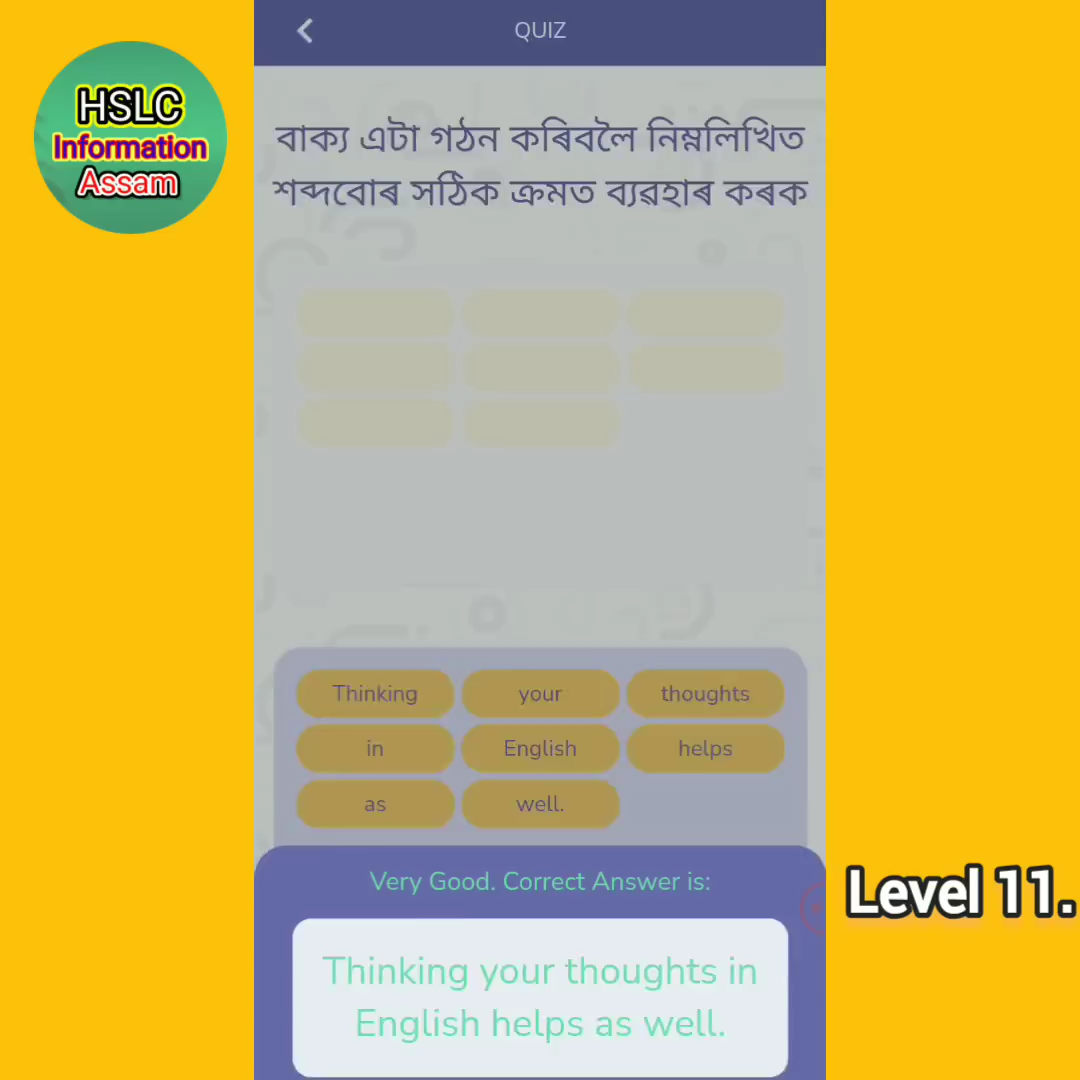 HSLC
Information
Assam
QUIZ
বাক্য এটা গঠন কৰিবলৈ নিম্নলিখিত
শব্দবোৰ সঠিক ক্ৰমত ব্যৱহাৰ কৰক
Thinking your thoughts
in English helps
as well.
Very Good. Correct Answer is:
Thinking your thoughts in
English helps as well.
Level 11.